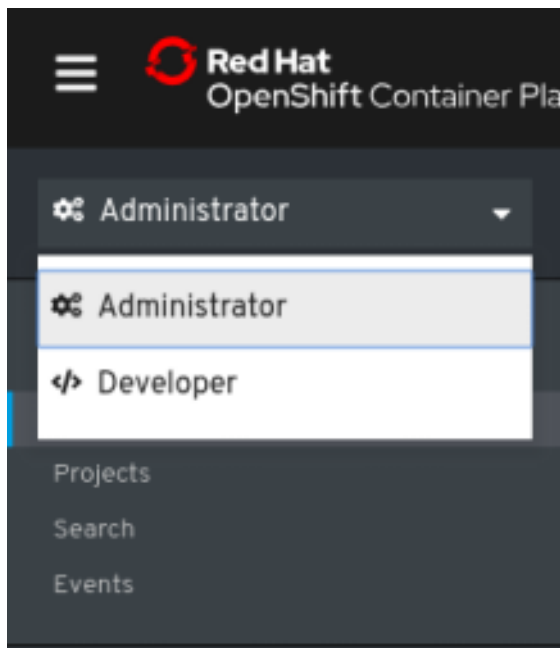 Red Hat
OpenShift Container Pla
Administrator
Administrator
Developer
Projects
Search
Events